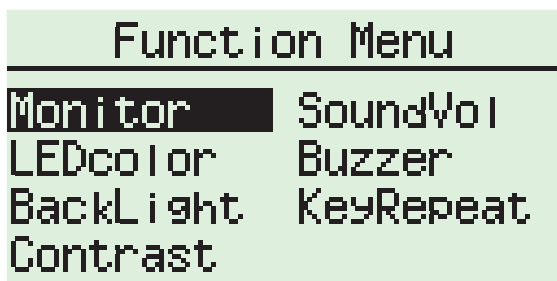 Function Menu
Monitor SoundVol
LEDcolor Buzzer
BackLight KeyRepeat
Contrast